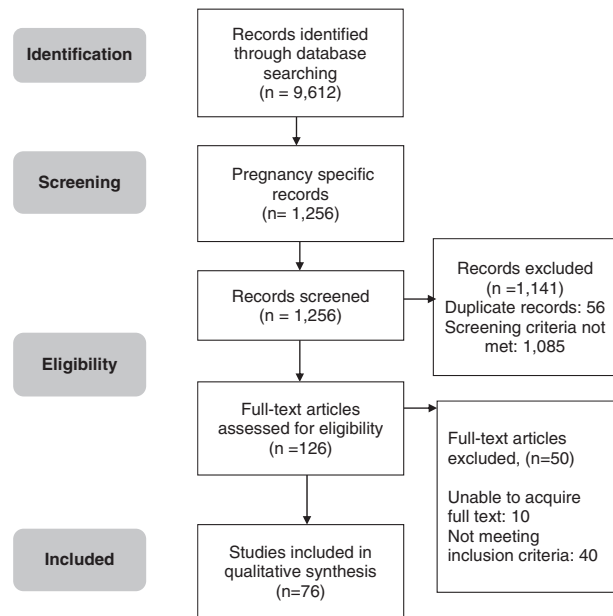 Identification
Records identified
through database
searching
(n = 9,612)
Screening
Pregnancy specific
records
(n= 1,256)
Records screened
(n = 1,256)
Records excluded
(n =1,141)
Duplicate records: 56
Screening criteria not
met: 1,085
Eligibility
Full-text articles
assessed for eligibility
(n =126)
Full-text articles
excluded, (n=50)
Unable to acquire
full text: 10
Not meeting
inclusion criteria: 40
Included
Studies included in
qualitative synthesis
(n=76)